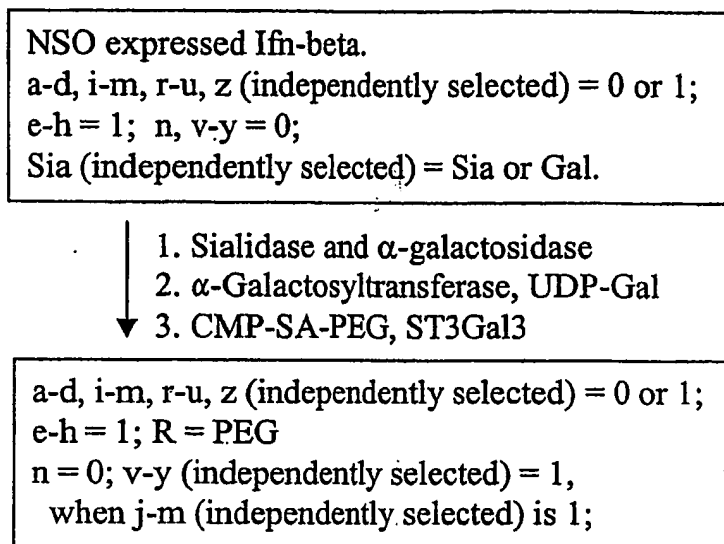 NSO expressed Ifn-beta.
a-d, i-m, r-u, z (independently selected) = 0 or 1;
e-h = 1; n, v-y = 0;
Sia (independently selected) = Sia or Gal.
1. Sialidase and α-galactosidase
2. α-Galactosyltransferase, UDP-Gal
3. CMP-SA-PEG, ST3Gal3
a-d, i-m, r-u, z (independently selected) = 0 or 1;
e-h = 1; R = PEG
n = 0; v-y (independently selected) = 1,
when j-m (independently selected) is 1;